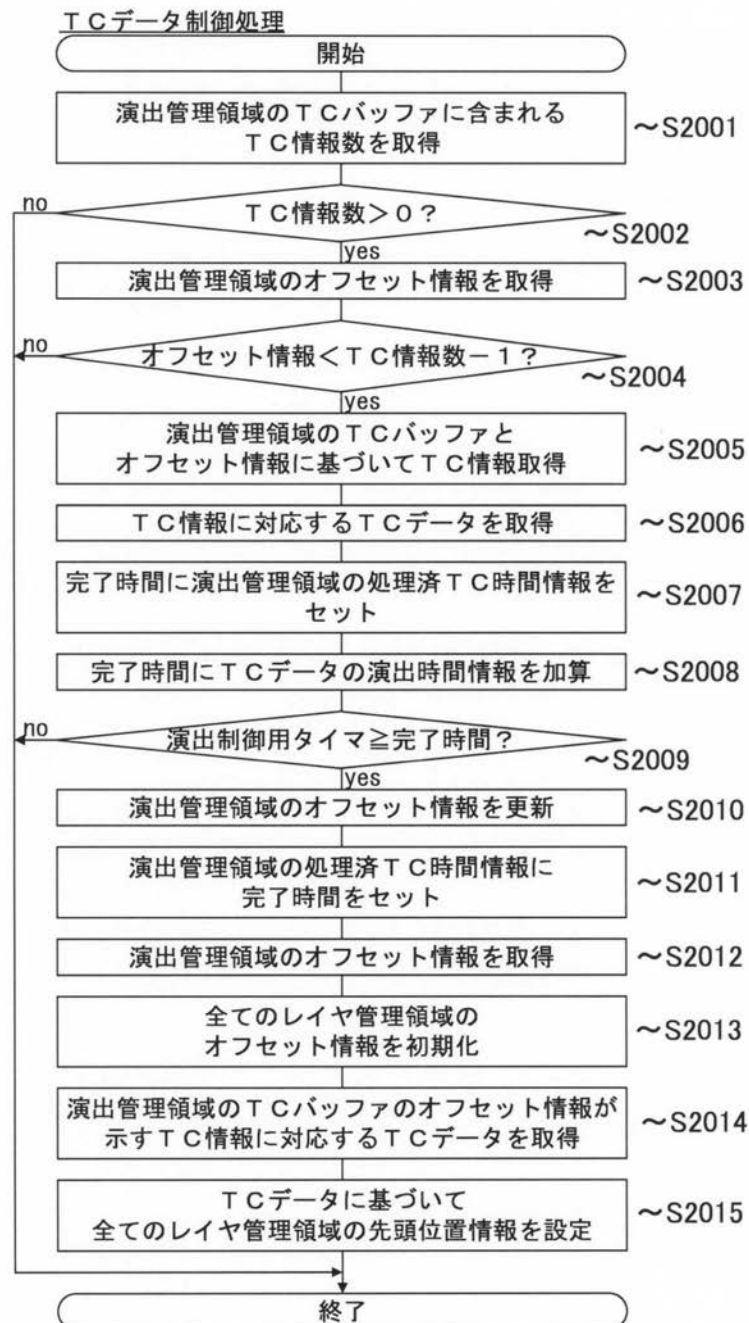 ＴＣデータ制御処理
開始
演出管理領域のＴＣバッファに含まれる
ＴＣ情報数を取得
～S2001
no
ＴＣ情報数＞０？
～S2002
yes
演出管理領域のオフセット情報を取得
～S2003
no
オフセット情報＜ＴＣ情報数－１？
～S2004
yes
演出管理領域のＴＣバッファと
オフセット情報に基づいてＴＣ情報取得
～S2005
ＴＣ情報に対応するＴＣデータを取得
～S2006
完了時間に演出管理領域の処理済ＴＣ時間情報を
セット
～S2007
完了時間にＴＣデータの演出時間情報を加算
～S2008
no
演出制御用タイマ≧完了時間？
～S2009
yes
演出管理領域のオフセット情報を更新
～S2010
演出管理領域の処理済ＴＣ時間情報に
完了時間をセット
～S2011
演出管理領域のオフセット情報を取得
～S2012
全てのレイヤ管理領域の
オフセット情報を初期化
～S2013
演出管理領域のＴＣバッファのオフセット情報が
示すＴＣ情報に対応するＴＣデータを取得
～S2014
ＴＣデータに基づいて
全てのレイヤ管理領域の先頭位置情報を設定
～S2015
終了